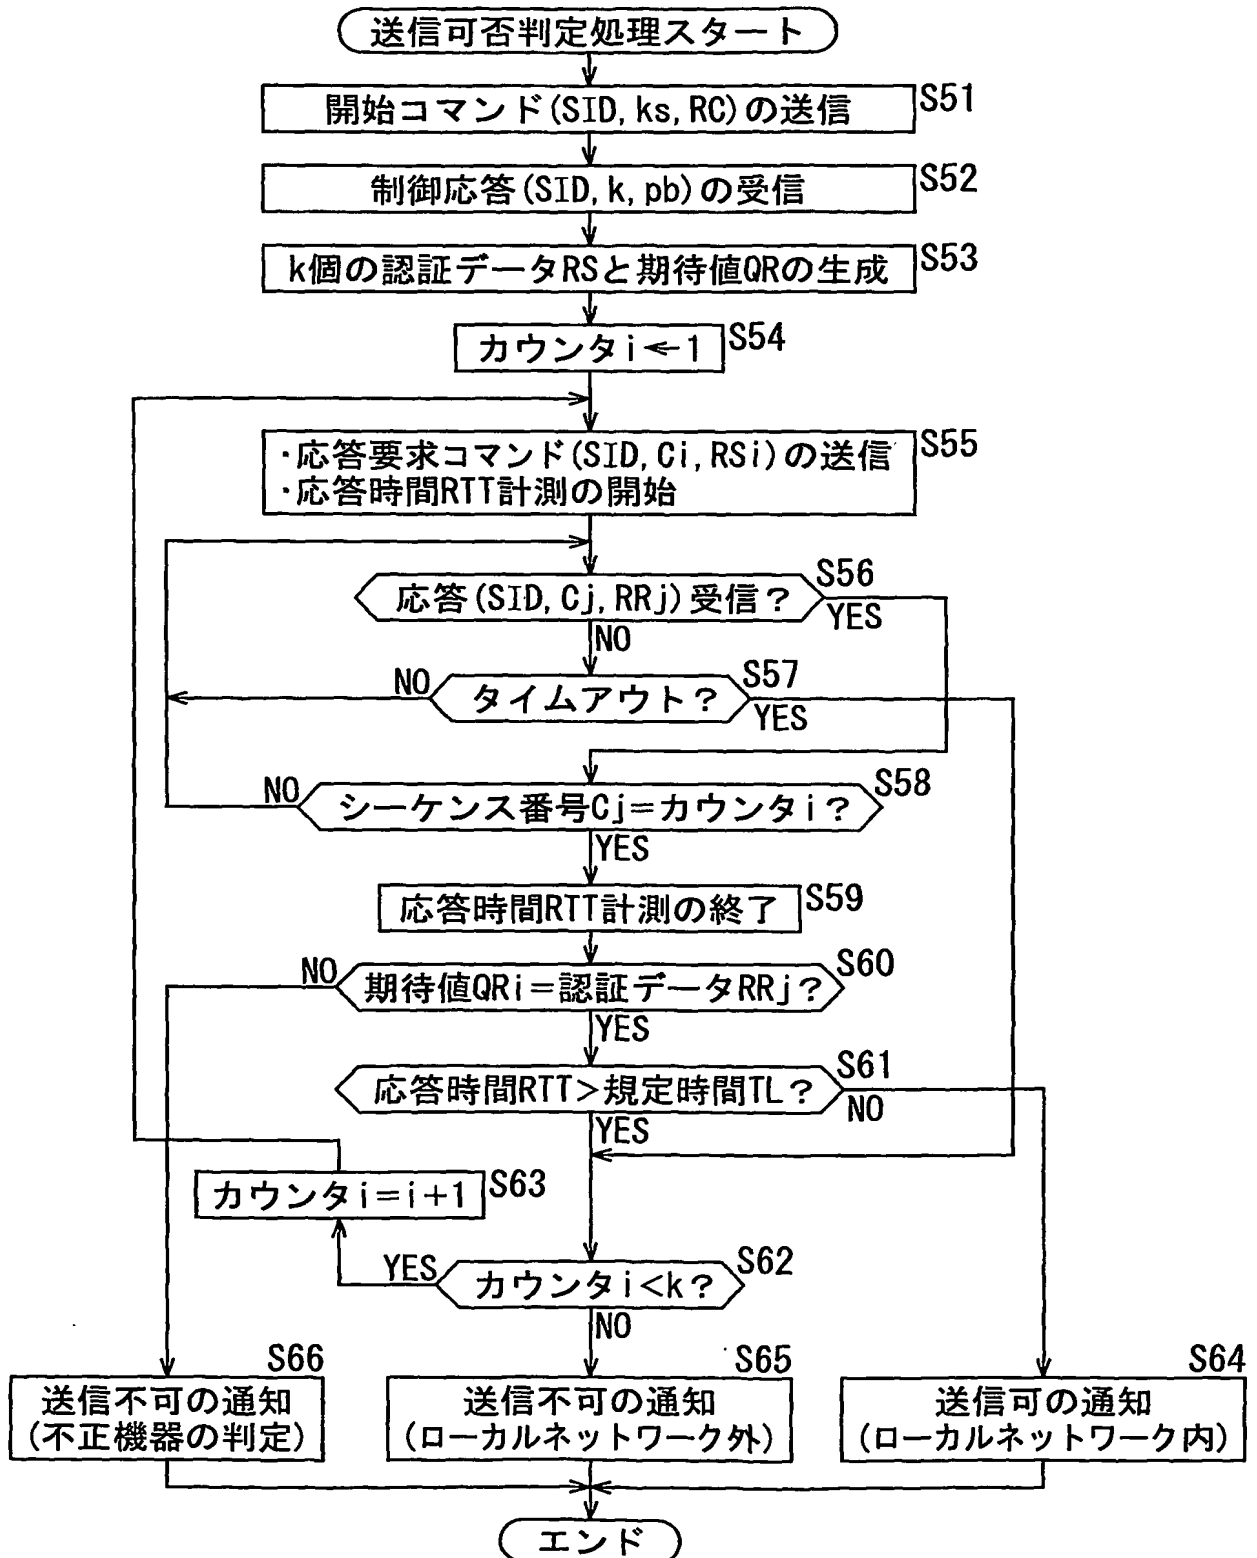 送信可否判定処理スタート
開始コマンド(SID, ks, RC)の送信
S51
制御応答(SID, k, pb)の受信
S52
k個の認証データRSと期待値QRの生成
S53
カウンタi←1
S54
・応答要求コマンド(SID, Ci, RSi)の送信
・応答時間RTT計測の開始
S55
応答(SID, Cj, RRj)受信?
S56
YES
NO
タイムアウト?
S57
NO
YES
シーケンス番号Cj=カウンタi?
S58
NO
YES
応答時間RTT計測の終了
S59
期待値QRi=認証データRRj?
S60
NO
YES
応答時間RTT>規定時間TL?
S61
NO
YES
カウンタi=i+1
S63
カウンタi<k?
S62
YES
NO
S66
送信不可の通知
(不正機器の判定)
S65
送信不可の通知
(ローカルネットワーク外)
S64
送信可の通知
(ローカルネットワーク内)
エンド